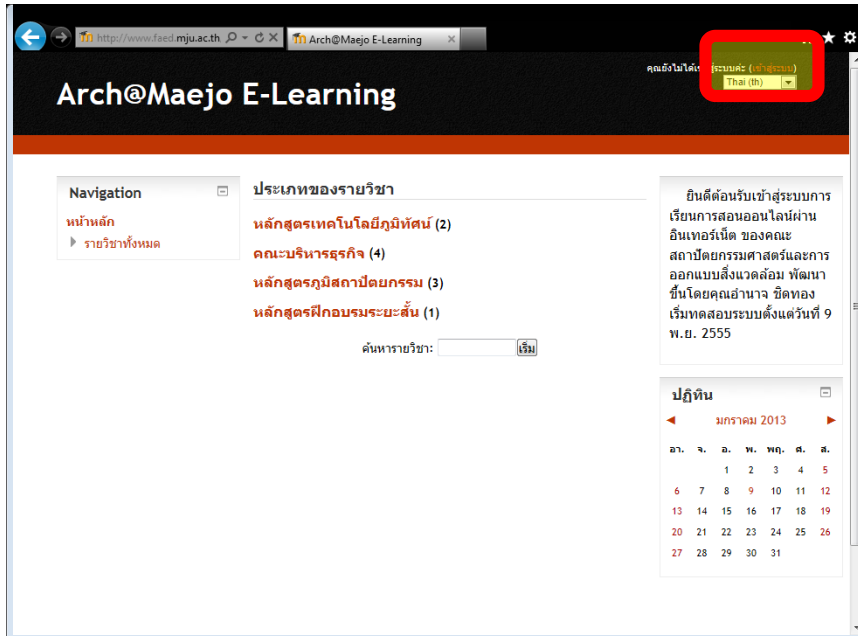 http://www.faed.mju.ac.th
Arch@Maejo E-Learning
คุณยังไม่ได้เข้าสู่ระบบค่ะ (เข้าสู่ระบบ)
Thai (th)
Arch@Maejo E-Learning
Navigation
หน้าหลัก
รายวิชาทั้งหมด
ประเภทของรายวิชา
หลักสูตรเทคโนโลยีภูมิทัศน์ (2)
คณะบริหารธุรกิจ (4)
หลักสูตรภูมิสถาปัตยกรรม (3)
หลักสูตรฝึกอบรมระยะสั้น (1)
ค้นหารายวิชา: เริ่ม
ยินดีต้อนรับเข้าสู่ระบบการ
เรียนการสอนออนไลน์ผ่าน
อินเทอร์เน็ต ของคณะ
สถาปัตยกรรมศาสตร์และการ
ออกแบบสิ่งแวดล้อม พัฒนา
ขึ้นโดยคุณอำนาจ ชิดทอง
เริ่มทดสอบระบบตั้งแต่วันที่ 9
พ.ย. 2555
ปฏิทิน
มกราคม 2013
อา. จ. อ. พ. พฤ. ศ. ส.
1 2 3 4 5
6 7 8 9 10 11 12
13 14 15 16 17 18 19
20 21 22 23 24 25 26
27 28 29 30 31